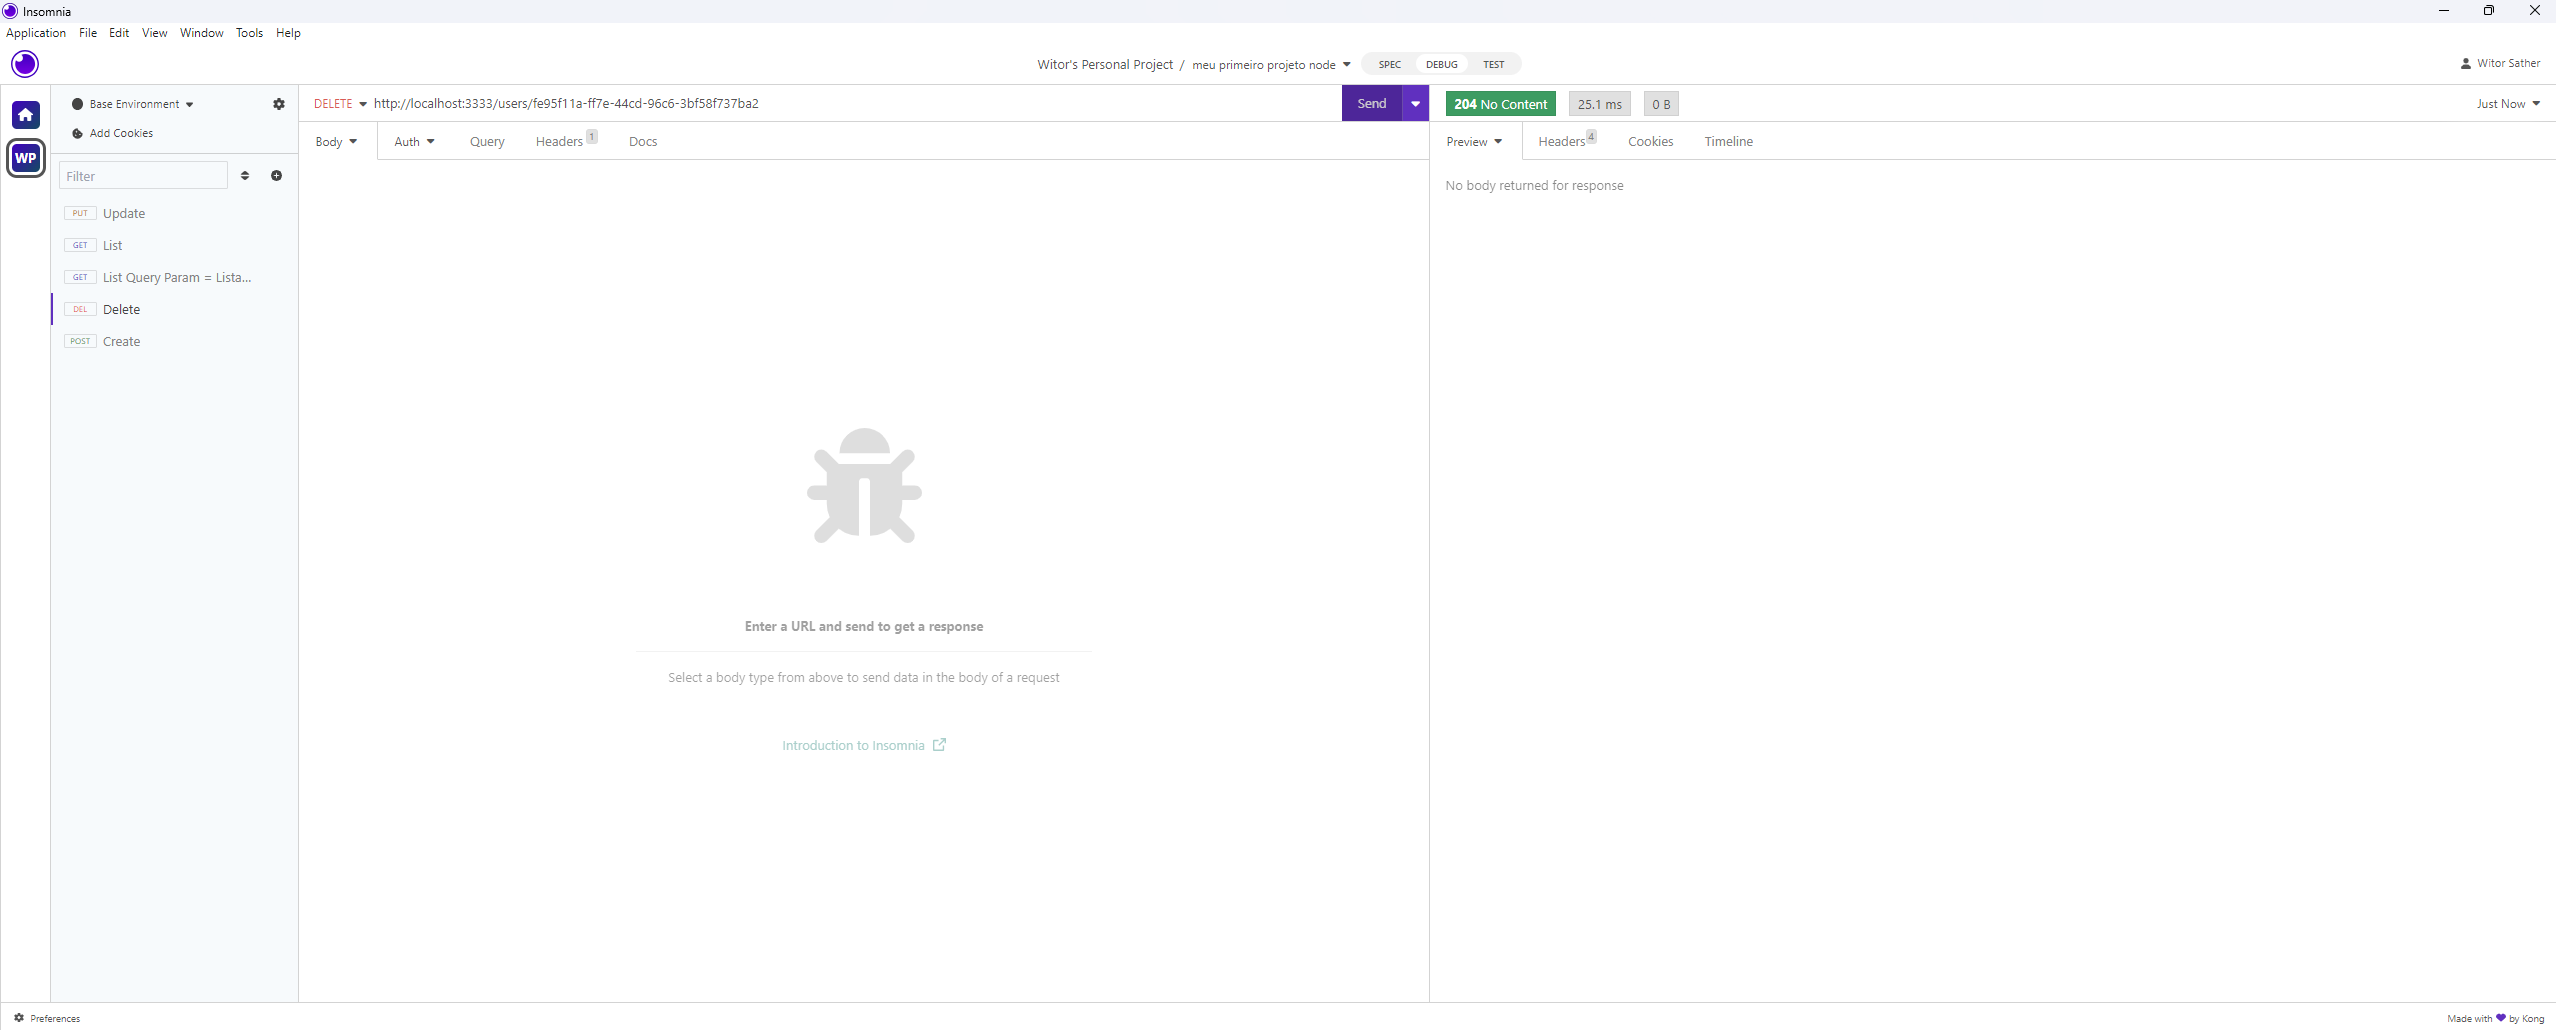 Insomnia
Application File Edit View Window Tools Help
Witor's Personal Project / meu primeiro projeto node SPEC DEBUG TEST
Witor Sather
WP
Base Environment
Add Cookies
Filter
PUT Update
GET List
GET List Query Param = Lista...
DEL Delete
POST Create
DELETE http://localhost:3333/users/fe95f11a-ff7e-44cd-96c6-3bf58f737ba2 Send
Body Auth Query Headers 1 Docs
Enter a URL and send to get a response
Select a body type from above to send data in the body of a request
Introduction to Insomnia
204 No Content 25.1 ms 0 B Just Now
Preview Headers 4 Cookies Timeline
No body returned for response
Preferences
Made with by Kong